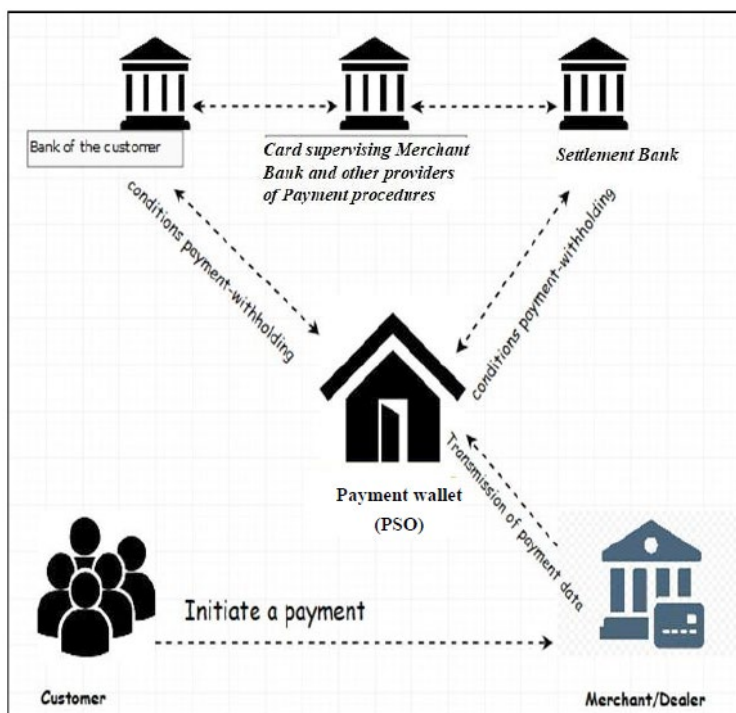 Bank of the customer
Card supervising Merchant
Bank and other providers
of Payment procedures
Settlement Bank
conditions payment-withholding
conditions payment-withholding
Payment wallet
(PSO)
Transmission of payment data
Initiate a payment
Customer
Merchant/Dealer